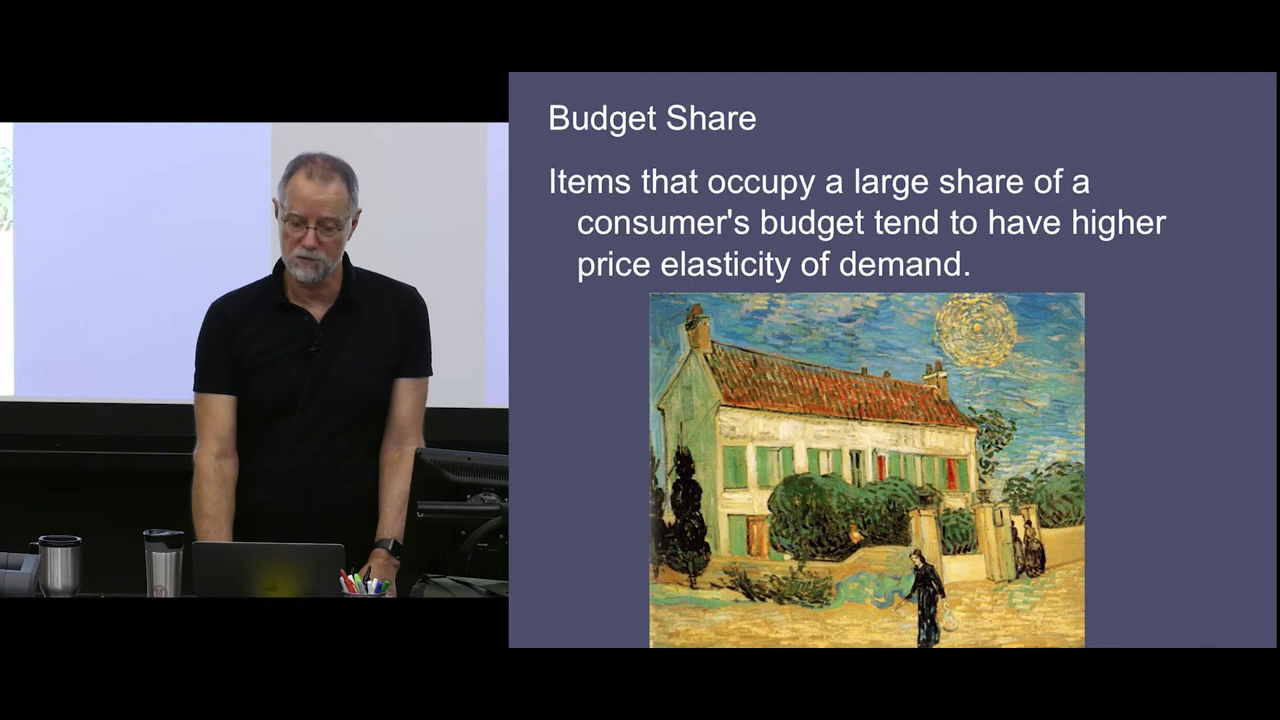 Budget Share
Items that occupy a large share of a
consumer's budget tend to have higher
price elasticity of demand.